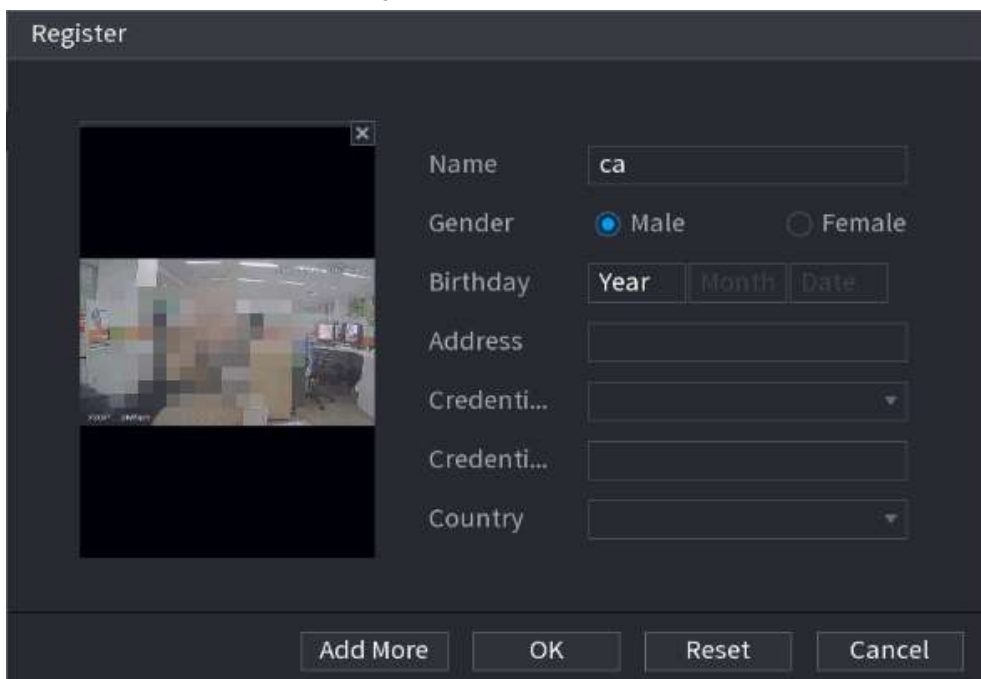 Register
Name ca
Gender Male Female
Birthday Year Month Date
Address
Credenti...
Credenti...
Country
Add More OK Reset Cancel